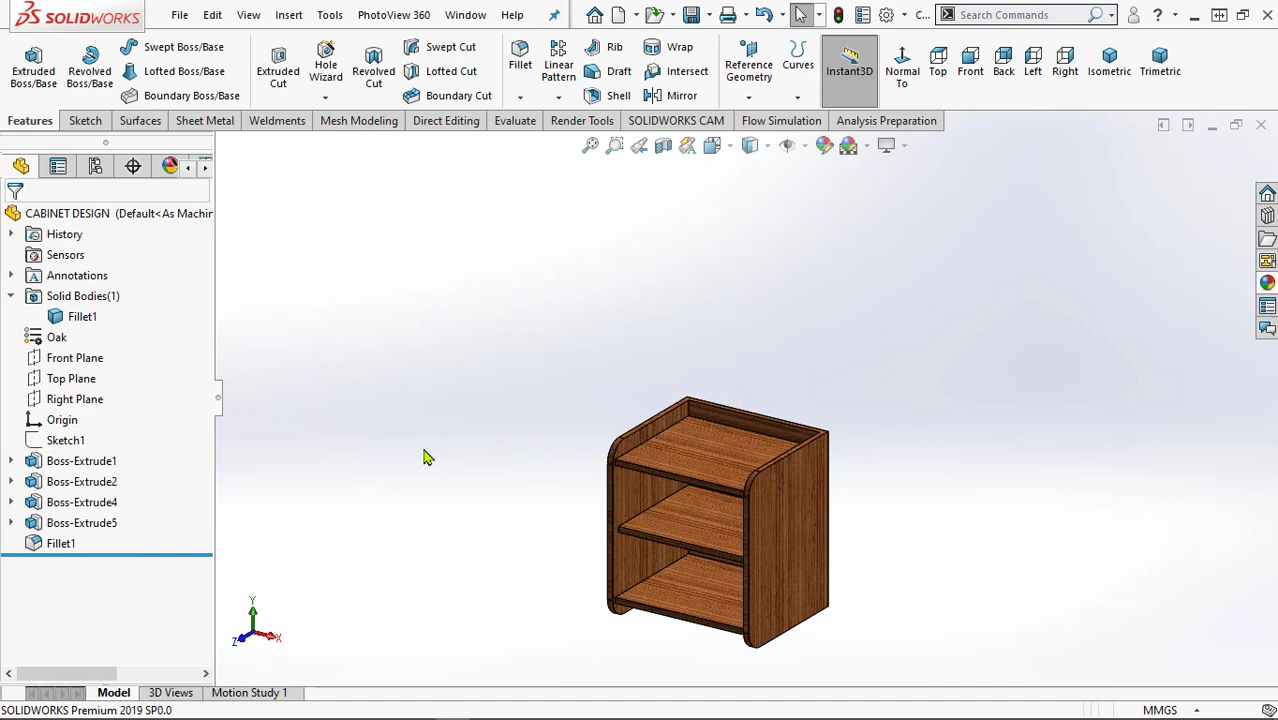 SOLIDWORKS File Edit View Insert Tools PhotoView 360 Window Help C... Search Commands ?
Extruded Boss/Base
Revolved Boss/Base
Swept Boss/Base
Lofted Boss/Base
Boundary Boss/Base
Extruded Cut
Hole Wizard
Revolved Cut
Swept Cut
Lofted Cut
Boundary Cut
Fillet
Linear Pattern
Rib
Draft
Shell
Wrap
Intersect
Mirror
Reference Geometry
Curves
Instant3D
Normal To
Top
Front
Back
Left
Right
Isometric
Trimetric
Features Sketch Surfaces Sheet Metal Weldments Mesh Modeling Direct Editing Evaluate Render Tools SOLIDWORKS CAM Flow Simulation Analysis Preparation
CABINET DESIGN (Default<As Machin
History
Sensors
Annotations
Solid Bodies(1)
Fillet1
Oak
Front Plane
Top Plane
Right Plane
Origin
Sketch1
Boss-Extrude1
Boss-Extrude2
Boss-Extrude4
Boss-Extrude5
Fillet1
Y
Z X
Model 3D Views Motion Study 1
SOLIDWORKS Premium 2019 SP0.0 MMGS